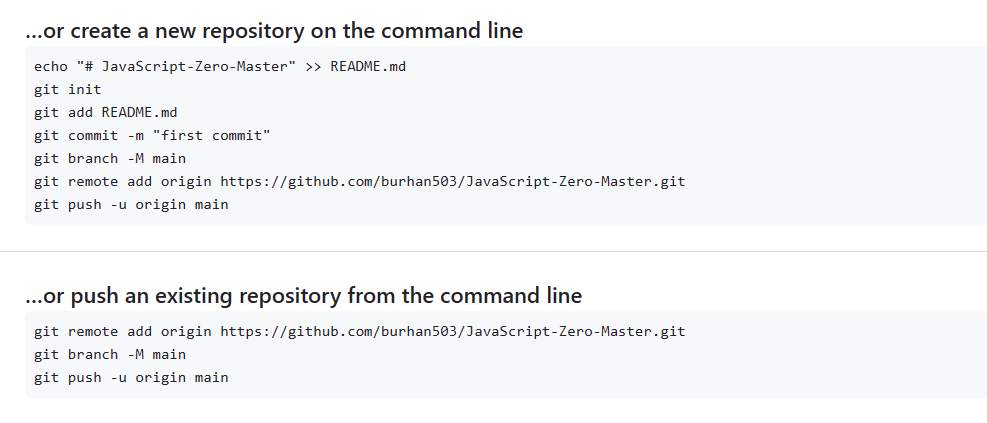 ...or create a new repository on the command line
echo "# JavaScript-Zero-Master" >> README.md
git init
git add README.md
git commit -m "first commit"
git branch -M main
git remote add origin https://github.com/burhan503/JavaScript-Zero-Master.git
git push -u origin main
...or push an existing repository from the command line
git remote add origin https://github.com/burhan503/JavaScript-Zero-Master.git
git branch -M main
git push -u origin main